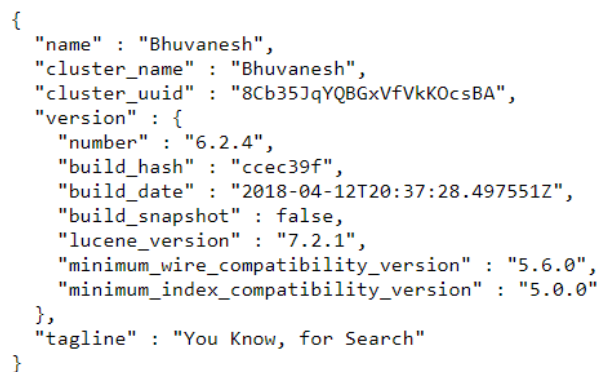 {
  "name" : "Bhuvanesh",
  "cluster_name" : "Bhuvanesh",
  "cluster_uuid" : "8Cb35JqYQBGxVfVkKOcsBA",
  "version" : {
    "number" : "6.2.4",
    "build_hash" : "ccec39f",
    "build_date" : "2018-04-12T20:37:28.497551Z",
    "build_snapshot" : false,
    "lucene_version" : "7.2.1",
    "minimum_wire_compatibility_version" : "5.6.0",
    "minimum_index_compatibility_version" : "5.0.0"
  },
  "tagline" : "You Know, for Search"
}